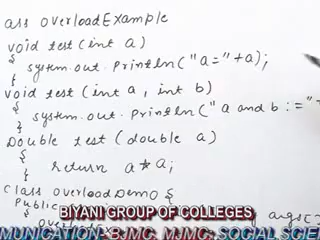 ass overloadExample
void test(int a)
{
system.out.println("a="+a);
}
void test(int a, int b)
{
system.out.println("a and b :="
}
Double test(double a)
{
return a*a;
}
Class overloadDemo {
Public
args[]
BIYANI GROUP OF COLLEGES
MUNICATION-BJMC, MJMC, SOCIAL SCIE